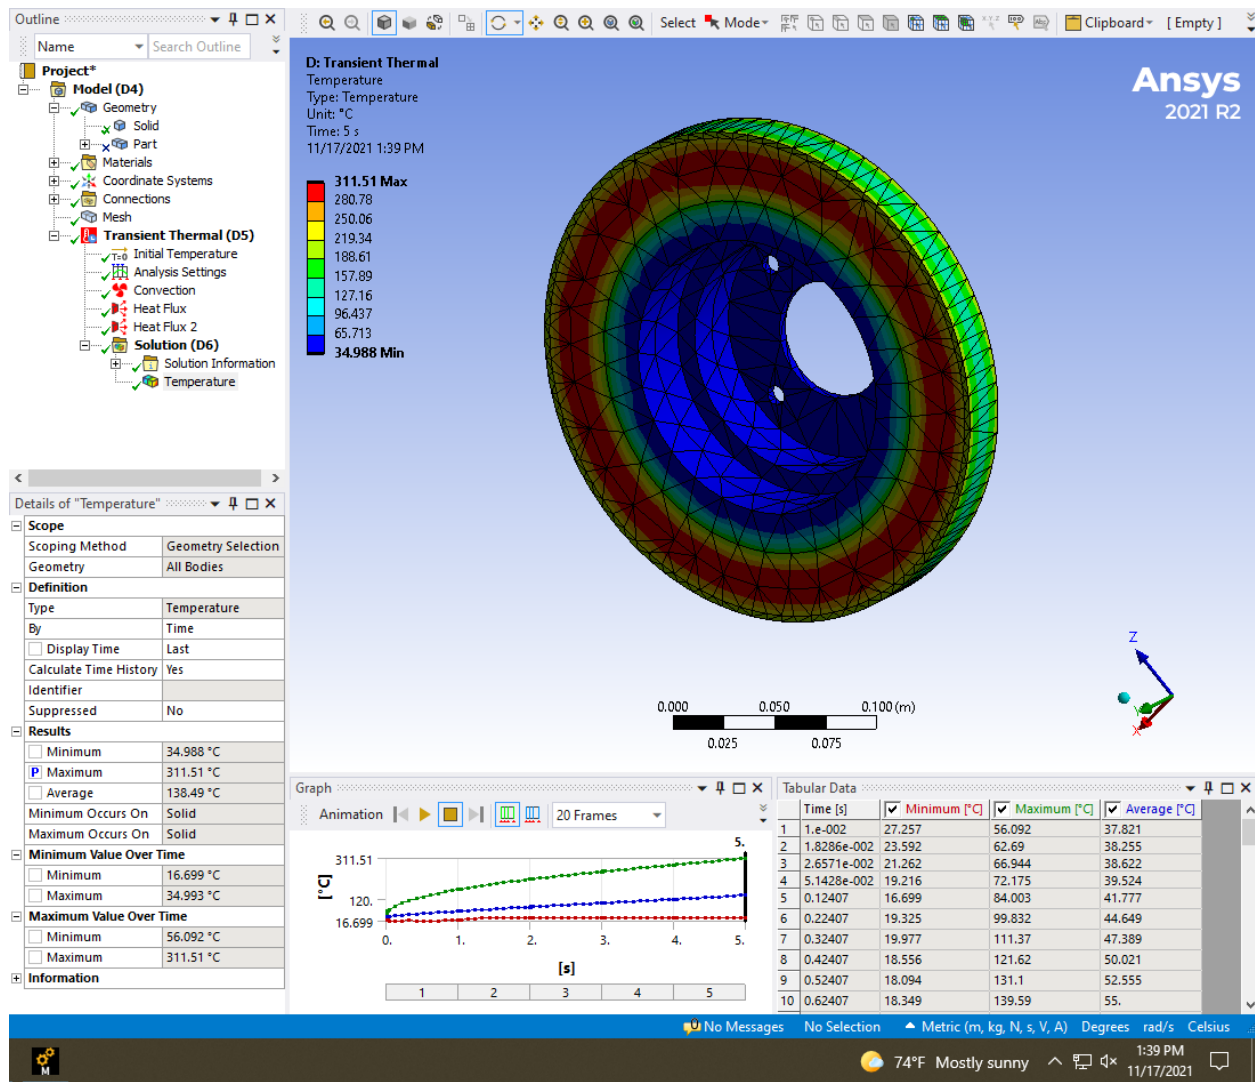 Outline
Name Search Outline
Project*
Model (D4)
Geometry
Solid
Part
Materials
Coordinate Systems
Connections
Mesh
Transient Thermal (D5)
T=0 Initial Temperature
Analysis Settings
Convection
Heat Flux
Heat Flux 2
Solution (D6)
Solution Information
Temperature
Details of "Temperature"
Scope
Scoping Method Geometry Selection
Geometry All Bodies
Definition
Type Temperature
By Time
Display Time Last
Calculate Time History Yes
Identifier
Suppressed No
Results
Minimum 34.988 °C
P Maximum 311.51 °C
Average 138.49 °C
Minimum Occurs On Solid
Maximum Occurs On Solid
Minimum Value Over Time
Minimum 16.699 °C
Maximum 34.993 °C
Maximum Value Over Time
Minimum 56.092 °C
Maximum 311.51 °C
Information
Select Mode Clipboard [ Empty ]
D: Transient Thermal
Temperature
Type: Temperature
Unit: °C
Time: 5 s
11/17/2021 1:39 PM
311.51 Max
280.78
250.06
219.34
188.61
157.89
127.16
96.437
65.713
34.988 Min
Ansys
2021 R2
Z
Y
X
0.000 0.050 0.100 (m)
0.025 0.075
Graph
Animation 20 Frames
5.
311.51
120.
16.699
[°C]
0. 1. 2. 3. 4. 5.
[s]
1 2 3 4 5
Tabular Data
Time [s] Minimum [°C] Maximum [°C] Average [°C]
1 1.e-002 27.257 56.092 37.821
2 1.8286e-002 23.592 62.69 38.255
3 2.6571e-002 21.262 66.944 38.622
4 5.1428e-002 19.216 72.175 39.524
5 0.12407 16.699 84.003 41.777
6 0.22407 19.325 99.832 44.649
7 0.32407 19.977 111.37 47.389
8 0.42407 18.556 121.62 50.021
9 0.52407 18.094 131.1 52.555
10 0.62407 18.349 139.59 55.
No Messages No Selection Metric (m, kg, N, s, V, A) Degrees rad/s Celsius
M
74°F Mostly sunny
1:39 PM
11/17/2021